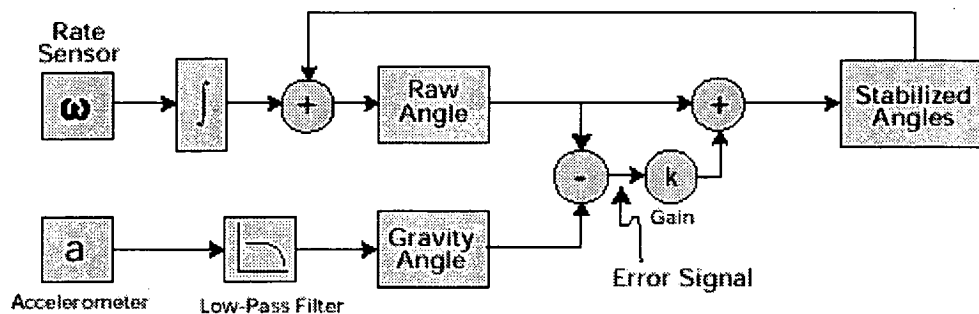 Rate
Sensor
ω
∫
+
Raw
Angle
+
Stabilized
Angles
-
k
Gain
a
Gravity
Angle
Error Signal
Accelerometer
Low-Pass Filter